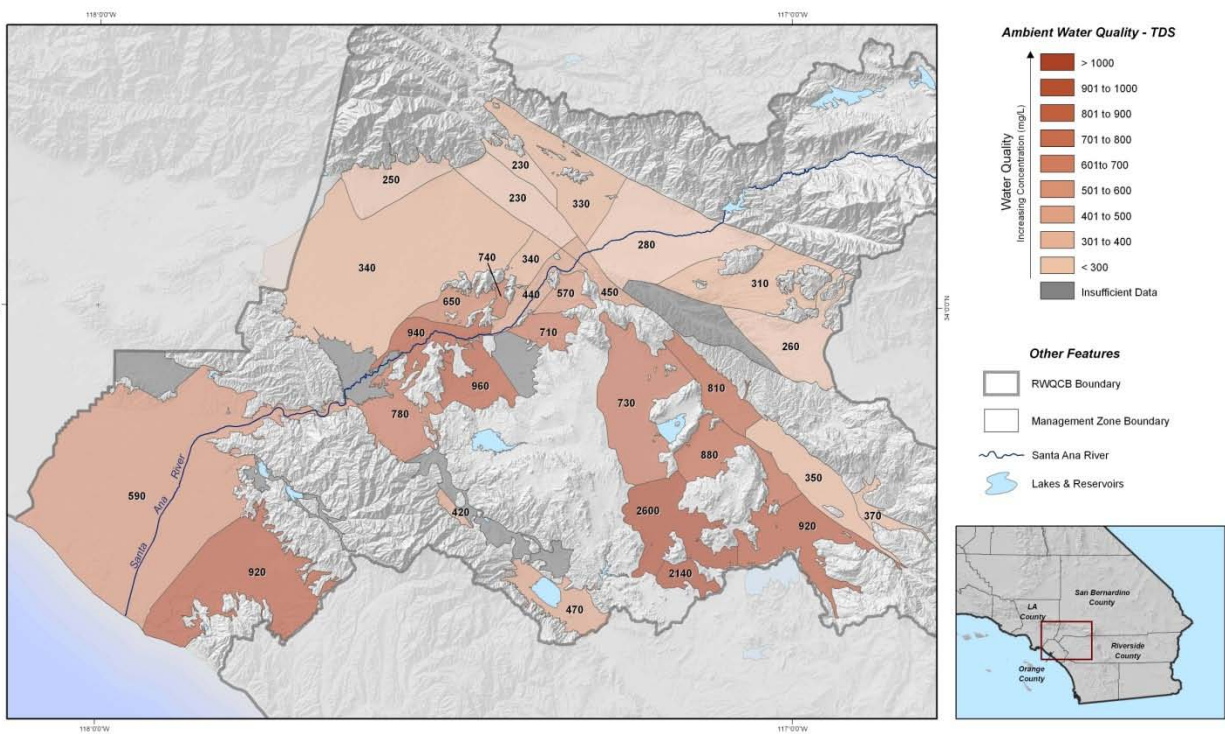 118°0'0"W
117°0'0"W
230
250
230
330
280
740
340
340
310
440
570
450
650
34°0'0"N
940
710
260
960
810
730
780
880
350
590
Santa Ana River
420
2600
370
920
920
2140
470
118°0'0"W
117°0'0"W
Ambient Water Quality - TDS
Water Quality
Increasing Concentration (mg/L)
> 1000
901 to 1000
801 to 900
701 to 800
601to 700
501 to 600
401 to 500
301 to 400
< 300
Insufficient Data
Other Features
RWQCB Boundary
Management Zone Boundary
Santa Ana River
Lakes & Reservoirs
San Bernardino
County
LA
County
Riverside
County
Orange
County